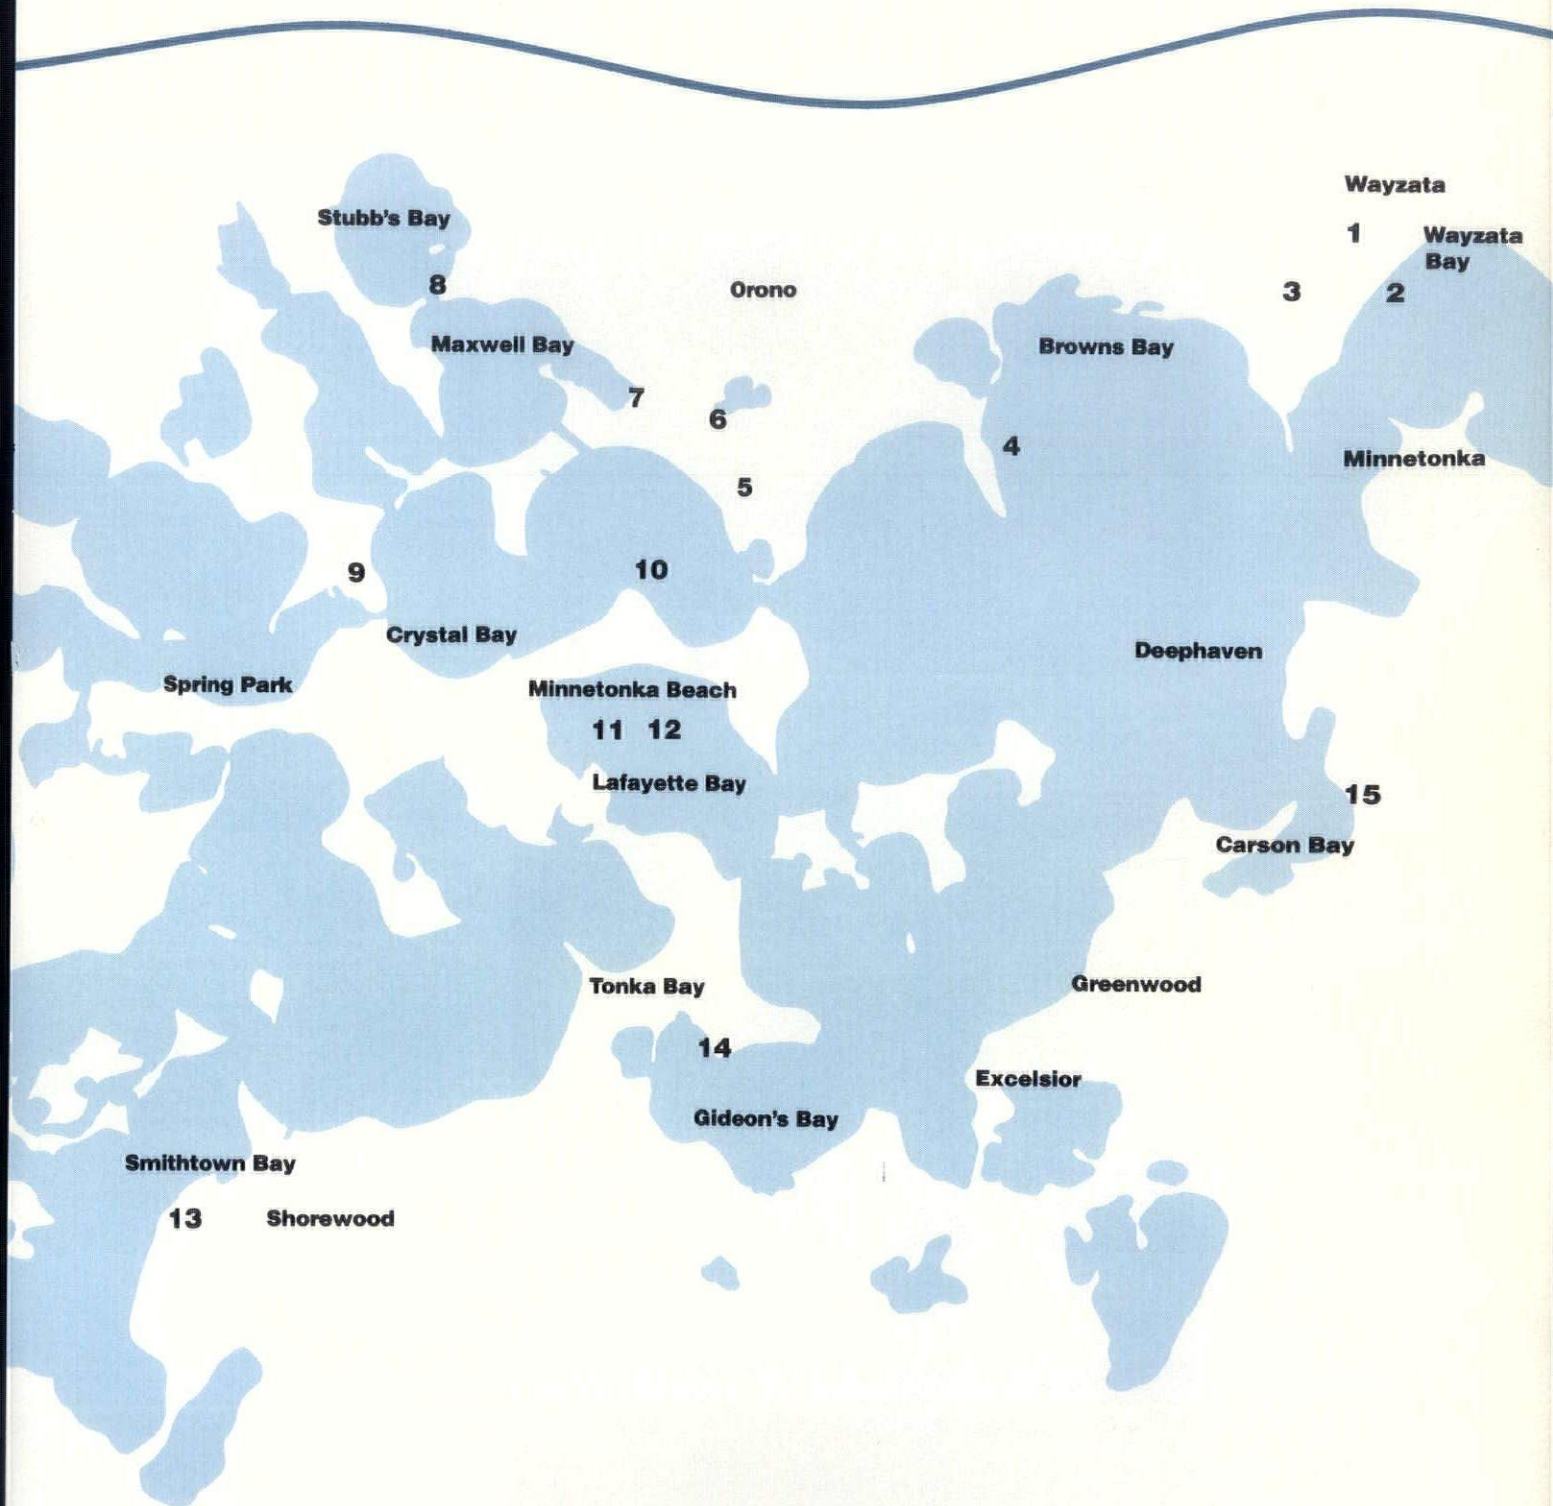 Wayzata
Stubb's Bay
1
Wayzata
Bay
8
Orono
3
2
Maxwell Bay
Browns Bay
7
6
4
Minnetonka
5
9
10
Crystal Bay
Deephaven
Spring Park
Minnetonka Beach
11 12
Lafayette Bay
15
Carson Bay
Tonka Bay
Greenwood
14
Excelsior
Gideon's Bay
Smithtown Bay
13
Shorewood